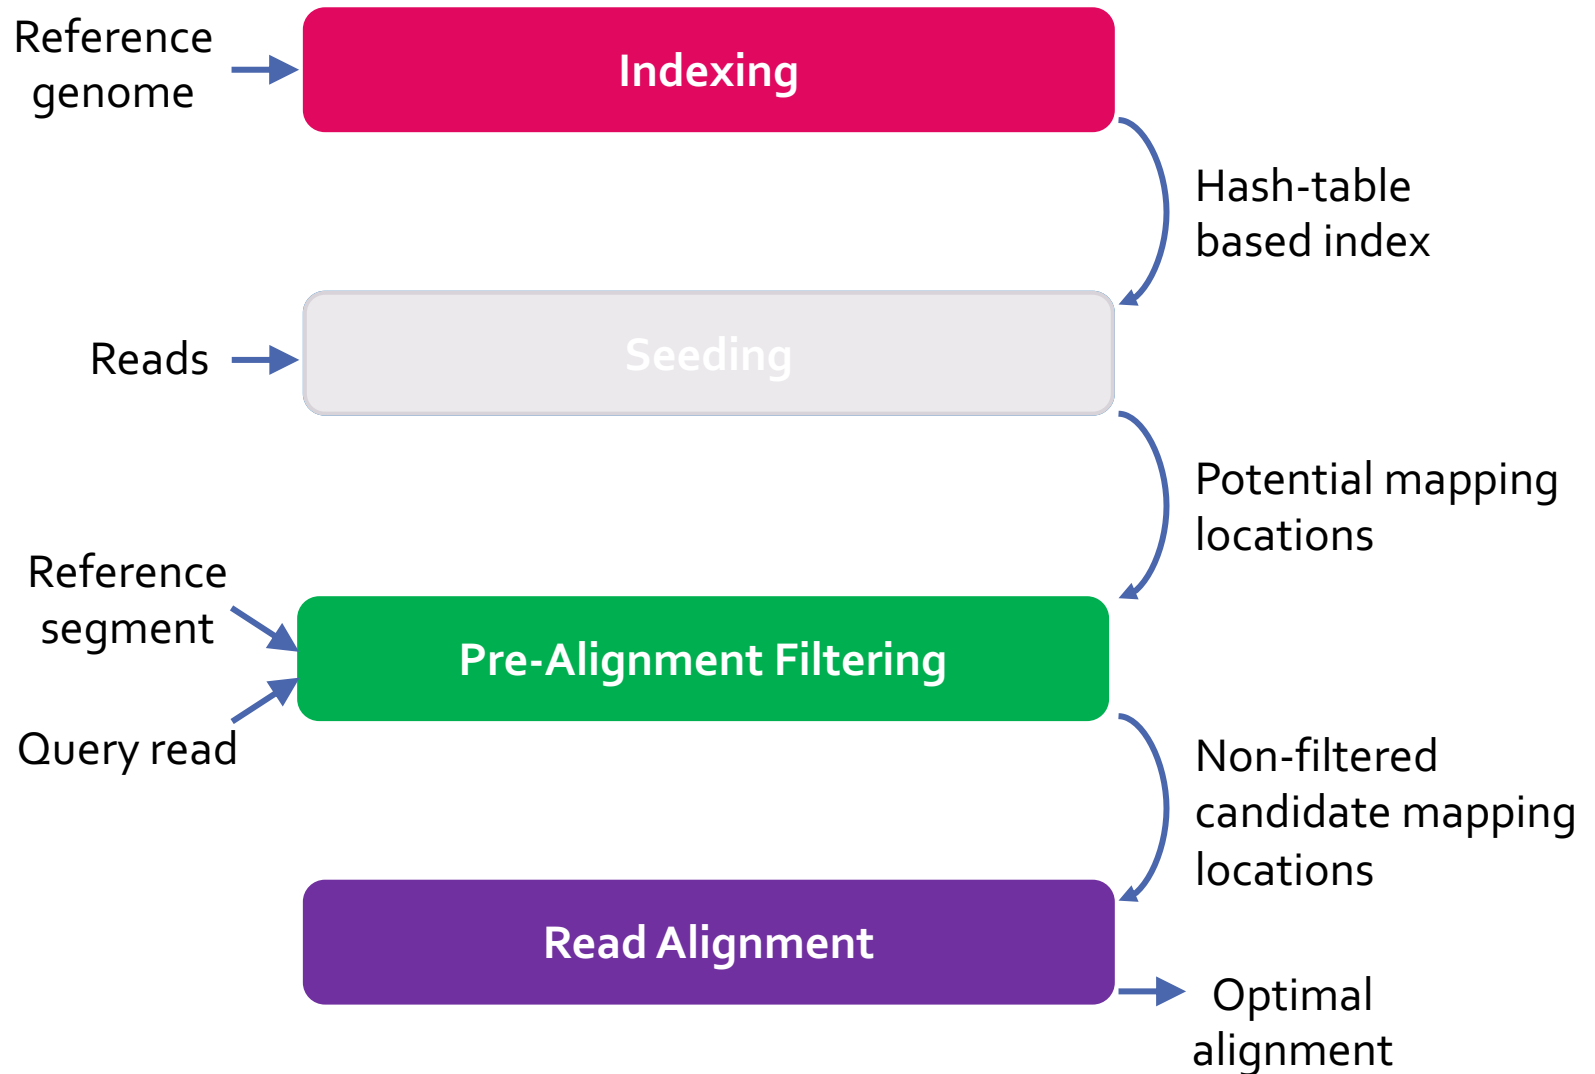 Reference
genome
Indexing
Hash-table
based index
Reads
Seeding
Potential mapping
locations
Reference
segment
Pre-Alignment Filtering
Query read
Non-filtered
candidate mapping
locations
Read Alignment
Optimal
alignment